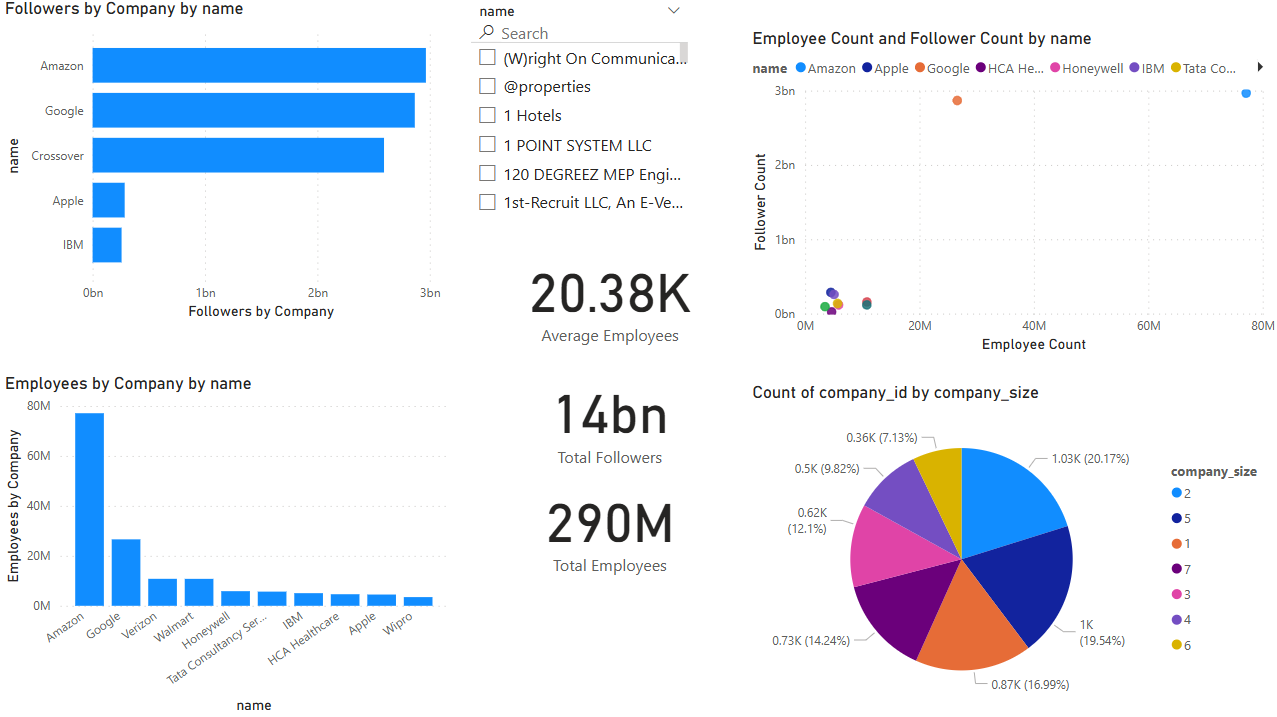 Followers by Company by name
name
Amazon
Google
Crossover
Apple
IBM
0bn
1bn
2bn
3bn
Followers by Company
name
Search
(W)right On Communica...
@properties
1 Hotels
1 POINT SYSTEM LLC
120 DEGREEZ MEP Engi...
1st-Recruit LLC, An E-Ve...
20.38K
Average Employees
14bn
Total Followers
290M
Total Employees
Employee Count and Follower Count by name
name Amazon Apple Google HCA He... Honeywell IBM Tata Co...
Follower Count
3bn
2bn
1bn
0bn
0M
20M
40M
60M
80M
Employee Count
Employees by Company by name
Employees by Company
80M
60M
40M
20M
0M
Amazon
Google
Verizon
Walmart
Honeywell
Tata Consultancy Ser...
IBM
HCA Healthcare
Apple
Wipro
name
Count of company_id by company_size
1.03K (20.17%)
1K
(19.54%)
0.87K (16.99%)
0.73K (14.24%)
0.62K
(12.1%)
0.5K (9.82%)
0.36K (7.13%)
company_size
2
5
1
7
3
4
6